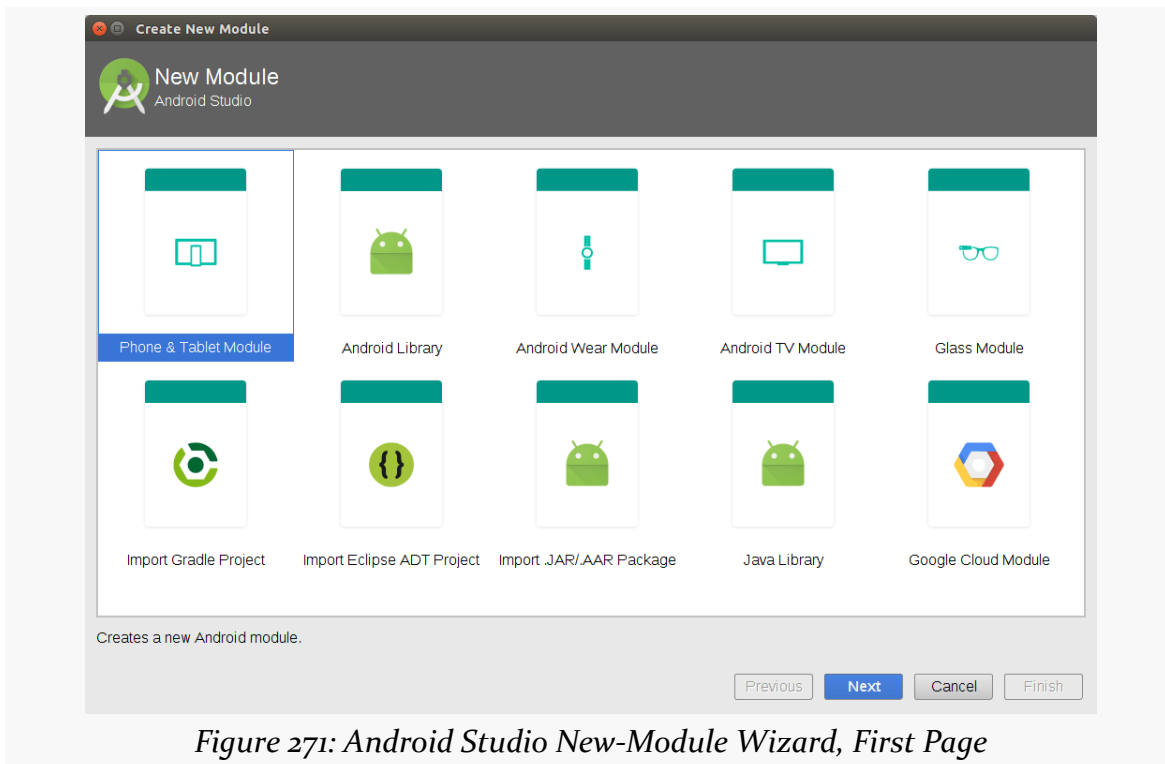 Create New Module
New Module
Android Studio
Phone & Tablet Module
Android Library
Android Wear Module
Android TV Module
Glass Module
{}
Import Gradle Project
Import Eclipse ADT Project
Import .JAR/.AAR Package
Java Library
Google Cloud Module
Creates a new Android module.
Previous
Next
Cancel
Finish
Figure 271: Android Studio New-Module Wizard, First Page